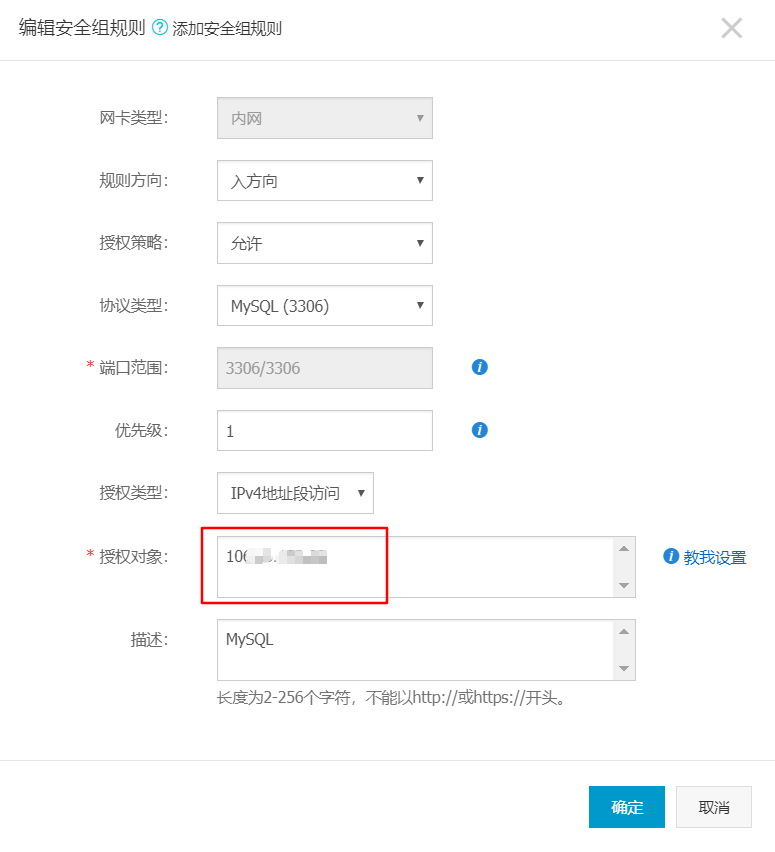 编辑安全组规则 ? 添加安全组规则
网卡类型： 内网
规则方向： 入方向
授权策略： 允许
协议类型： MySQL (3306)
* 端口范围： 3306/3306
优先级： 1
授权类型： IPv4地址段访问
* 授权对象： 教我设置
描述： MySQL
长度为2-256个字符，不能以http://或https://开头。
确定 取消